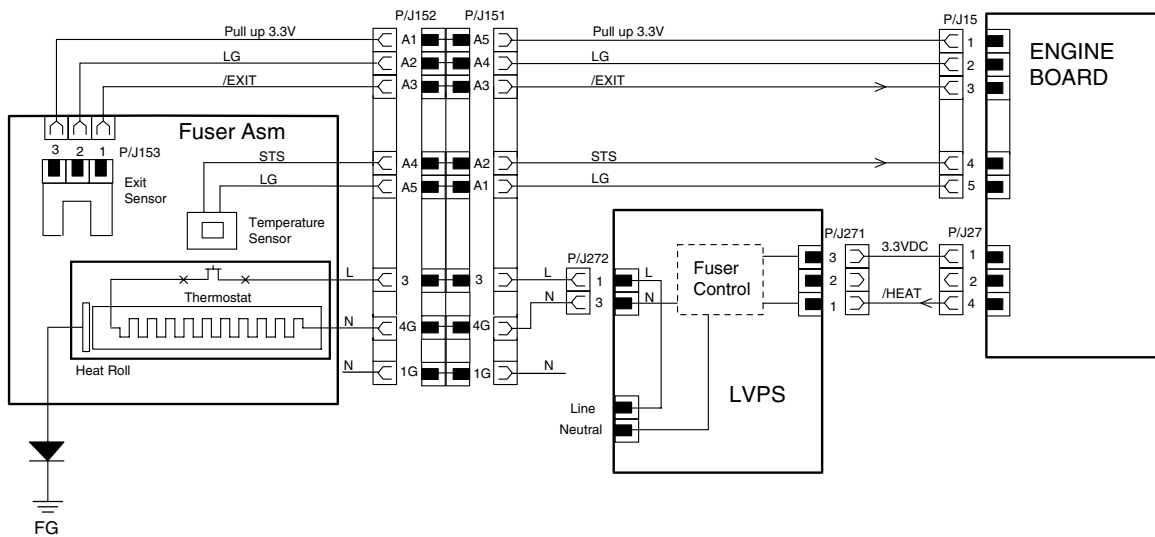 P/J152 P/J151 P/J15
Pull up 3.3V A1 A5 Pull up 3.3V 1
LG A2 A4 LG 2
/EXIT A3 A3 /EXIT 3
ENGINE
BOARD
Fuser Asm
3 2 1 P/J153
Exit
Sensor
STS A4 A2 STS 4
LG A5 A1 LG 5
Temperature
Sensor
P/J271 P/J27
P/J272
3 3.3VDC 1
L 3 3 L 1 L
Fuser
Control
2 2
Thermostat
N 3 N
1 /HEAT 4
N 4G 4G
Heat Roll
N 1G 1G N
LVPS
Line
Neutral
FG